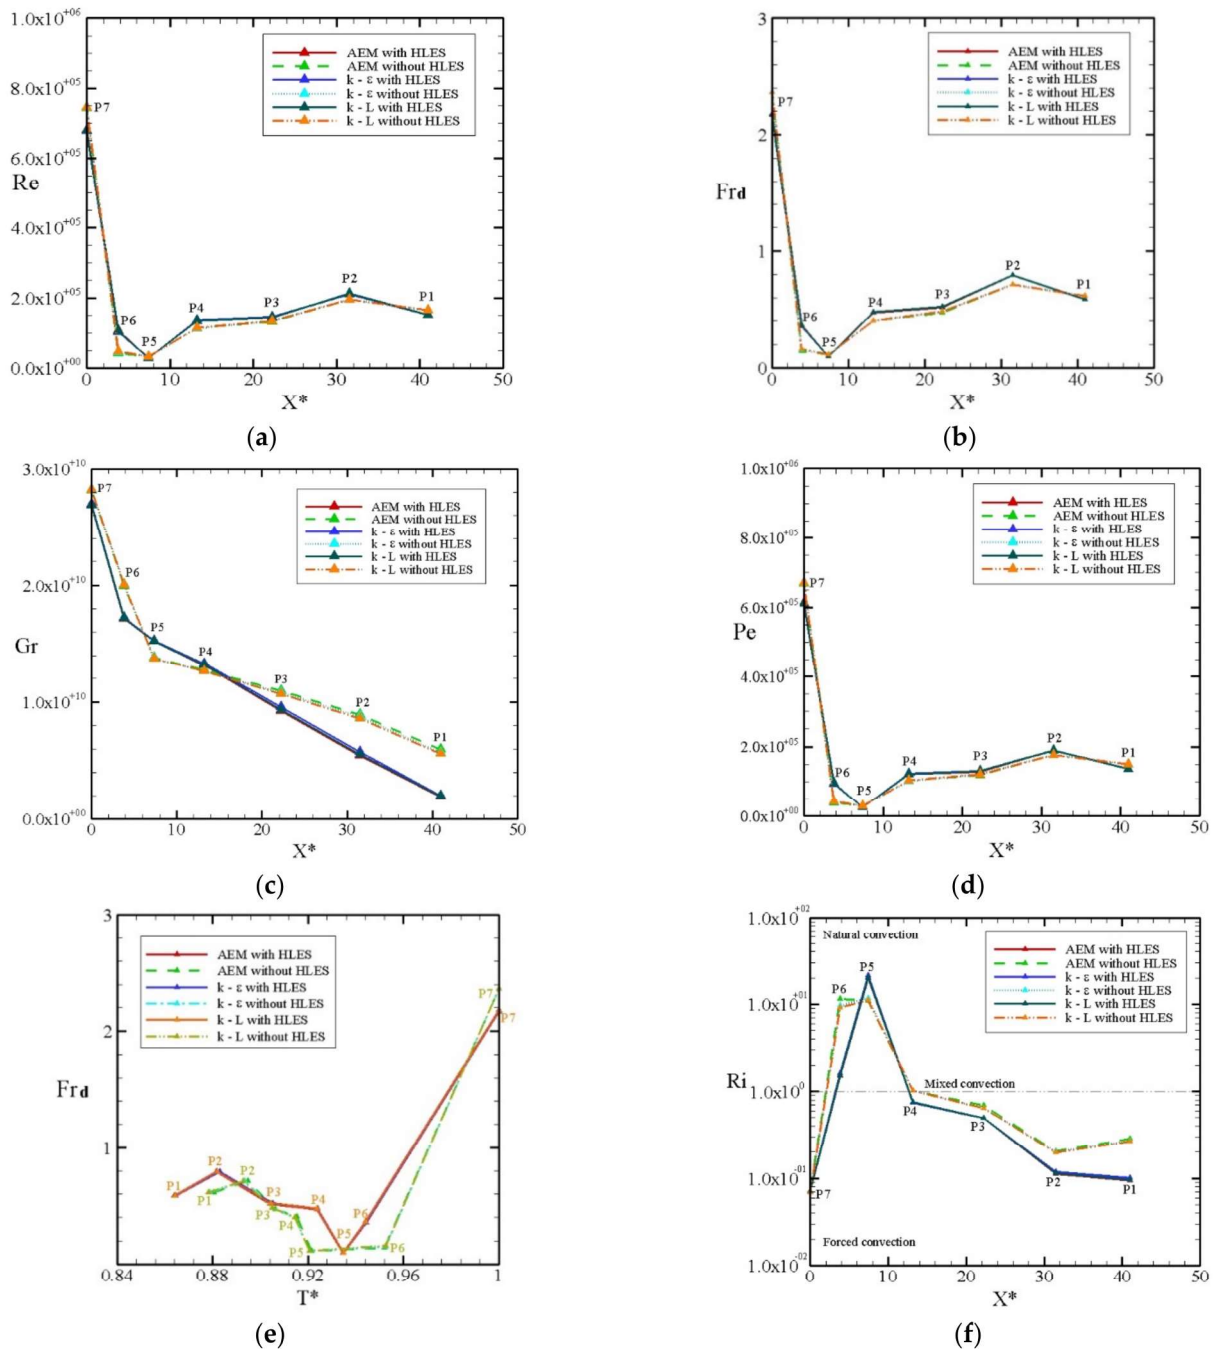 1.0x10+06
8.0x10+05
6.0x10+05
Re
4.0x10+05
2.0x10+05
0.0x10+00
AEM with HLES
AEM without HLES
k - ε with HLES
k - ε without HLES
k - L with HLES
k - L without HLES
P7
P6
P5
P4
P3
P2
P1
0 10 20 30 40 50
X*
(a)
3
2
Frd
1
0
AEM with HLES
AEM without HLES
k - ε with HLES
k - ε without HLES
k - L with HLES
k - L without HLES
P7
P6
P5
P4
P3
P2
P1
0 10 20 30 40 50
X*
(b)
3.0x10+10
2.0x10+10
Gr
1.0x10+10
0.0x10+00
AEM with HLES
AEM without HLES
k - ε with HLES
k - ε without HLES
k - L with HLES
k - L without HLES
P7
P6
P5
P4
P3
P2
P1
0 10 20 30 40 50
X*
(c)
1.0x10+06
8.0x10+05
6.0x10+05
Pe
4.0x10+05
2.0x10+05
0.0x10+00
AEM with HLES
AEM without HLES
k - ε with HLES
k - ε without HLES
k - L with HLES
k - L without HLES
P7
P6
P5
P4
P3
P2
P1
0 10 20 30 40 50
X*
(d)
3
2
Frd
1
AEM with HLES
AEM without HLES
k - ε with HLES
k - ε without HLES
k - L with HLES
k - L without HLES
P7
P7
P2
P1
P2
P1
P3
P3
P4
P4
P5
P5
P6
P6
0.84 0.88 0.92 0.96 1
T*
(e)
1.0x10+02
1.0x10+01
Ri
1.0x100
1.0x10-01
1.0x10-02
Natural convection
AEM with HLES
AEM without HLES
k - ε with HLES
k - ε without HLES
k - L with HLES
k - L without HLES
P5
P6
Mixed convection
P4
P3
P2
P1
P7
Forced convection
0 10 20 30 40 50
X*
(f)